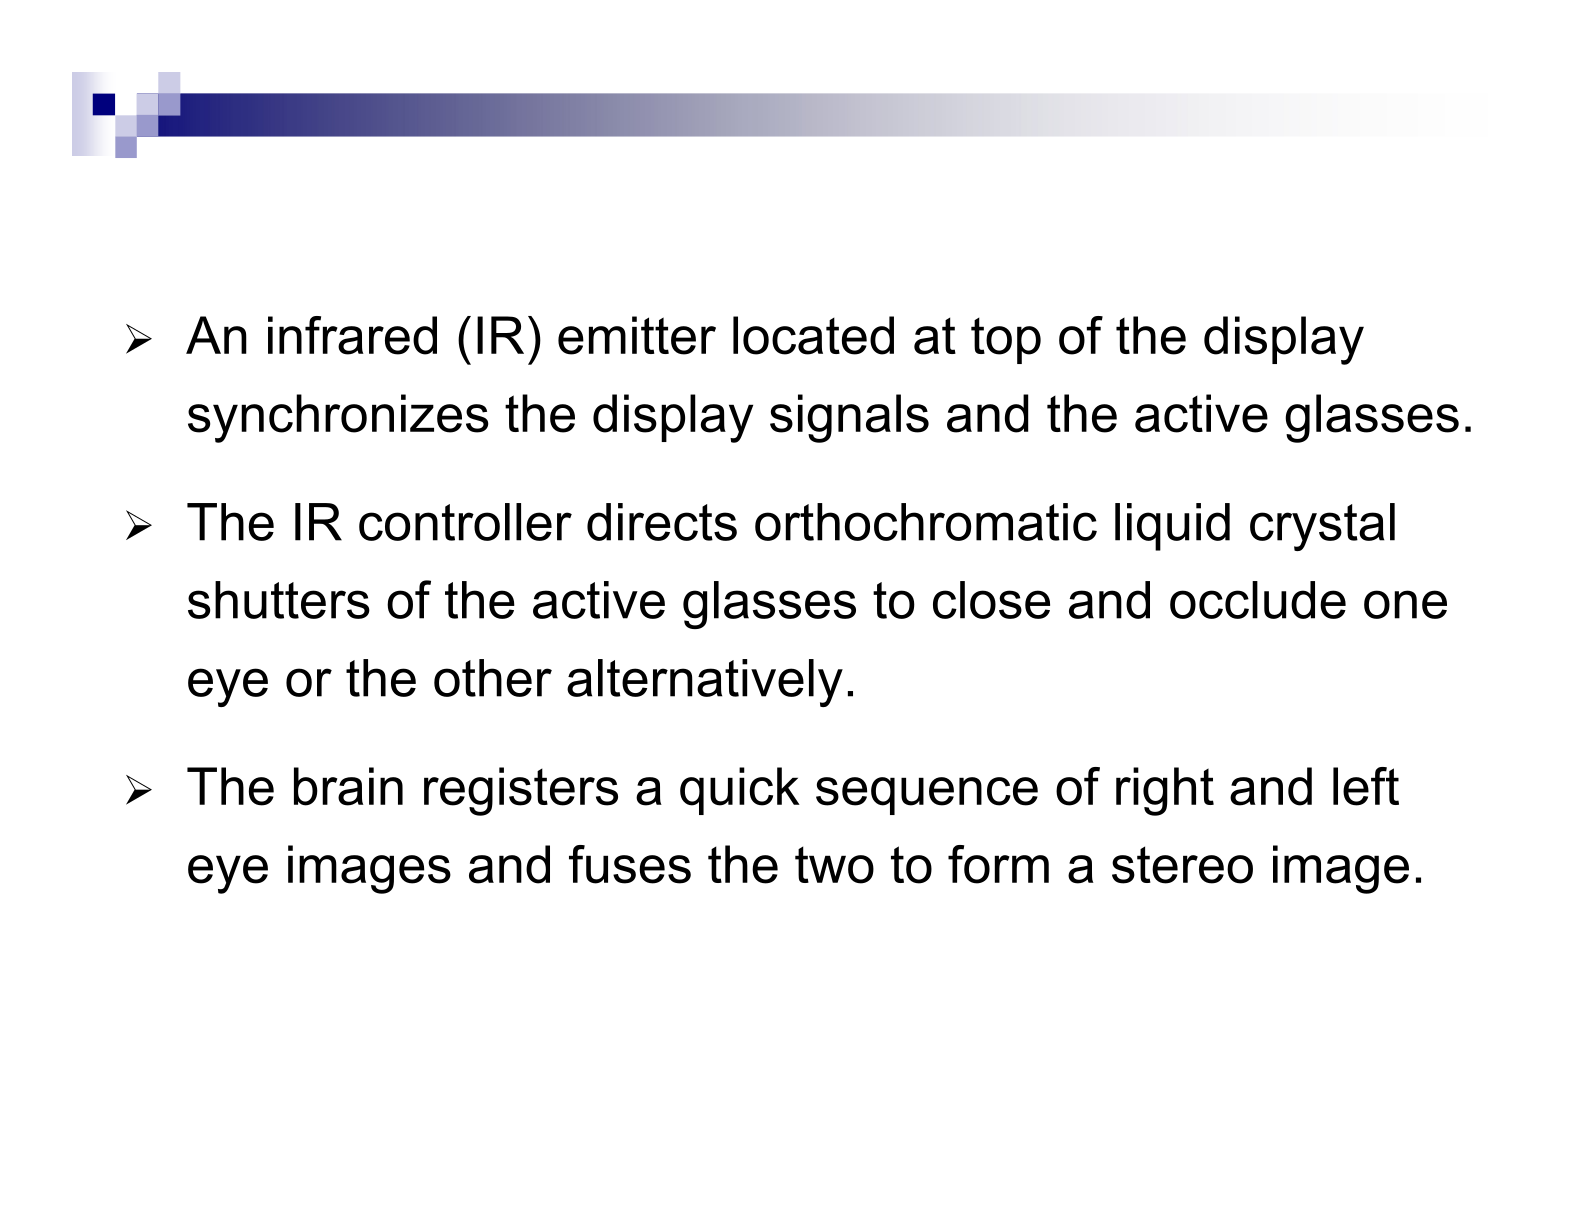 An infrared (IR) emitter located at top of the display
synchronizes the display signals and the active glasses.
The IR controller directs orthochromatic liquid crystal
shutters of the active glasses to close and occlude one
eye or the other alternatively.
The brain registers a quick sequence of right and left
eye images and fuses the two to form a stereo image.